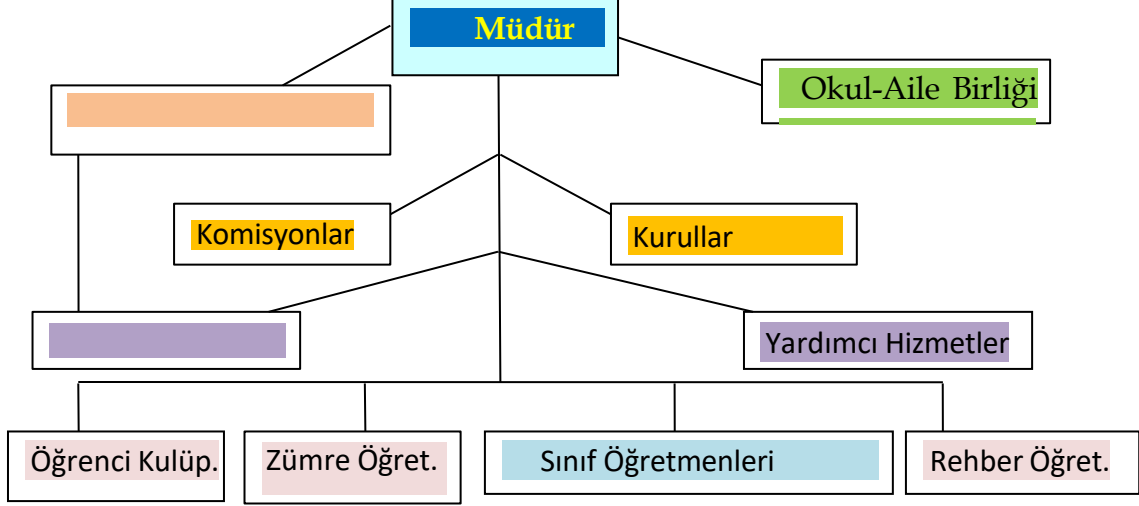 Müdür
Okul-Aile Birliği
Komisyonlar
Kurullar
Yardımcı Hizmetler
Öğrenci Kulüp.
Zümre Öğret.
Sınıf Öğretmenleri
Rehber Öğret.